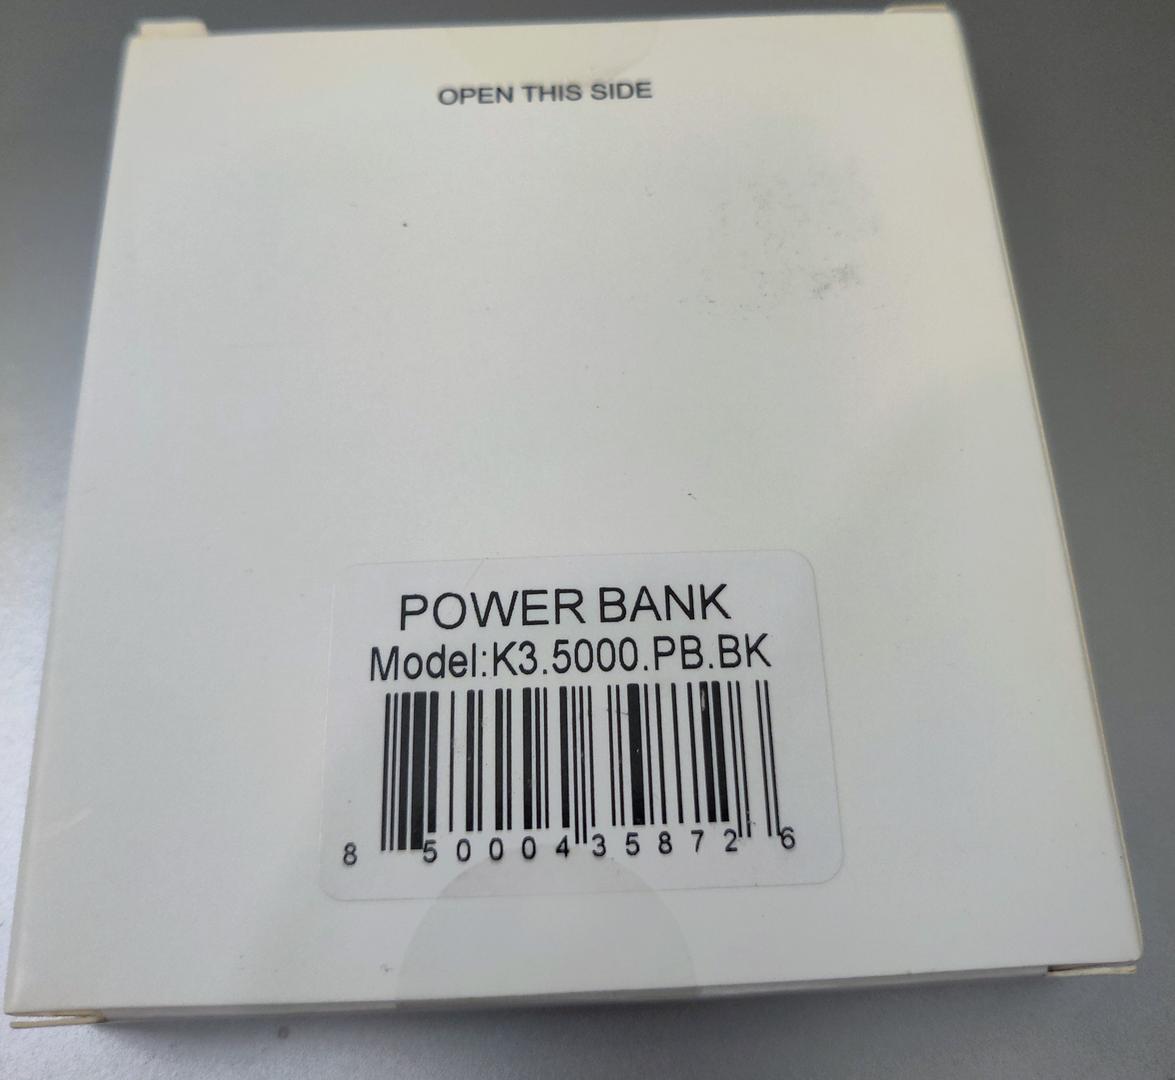 OPEN THIS SIDE
POWER BANK
Model:K3.5000.PB.BK
8 50004 35872 6